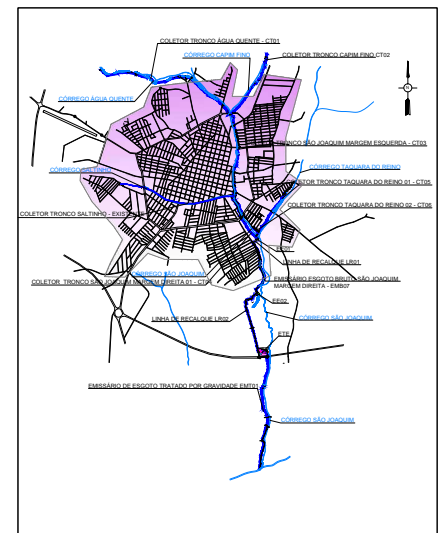 COLETOR TRONCO ÁGUA QUENTE - CT01
CÓRREGO CAPIM FINO
COLETOR TRONCO CAPIM FINO CT02
CÓRREGO ÁGUA QUENTE
TRONCO SÃO JOAQUIM MARGEM ESQUERDA - CT03
CÓRREGO TAQUARA DO REINO
CÓRREGO SALTINHO
COLETOR TRONCO TAQUARA DO REINO 01 - CT05
COLETOR TRONCO TAQUARA DO REINO 02 - CT06
COLETOR TRONCO SALTINHO - EXISTENTE
EE01
LINHA DE RECALQUE LR01
CÓRREGO SÃO JOAQUIM
EMISSÁRIO ESGOTO BRUTO SÃO JOAQUIM
MARGEM DIREITA - EMB07
COLETOR TRONCO SÃO JOAQUIM MARGEM DIREITA 01 - CT04
EE02
LINHA DE RECALQUE LR02
CÓRREGO SÃO JOAQUIM
ETE
EMISSÁRIO DE ESGOTO TRATADO POR GRAVIDADE EMT01
CÓRREGO SÃO JOAQUIM